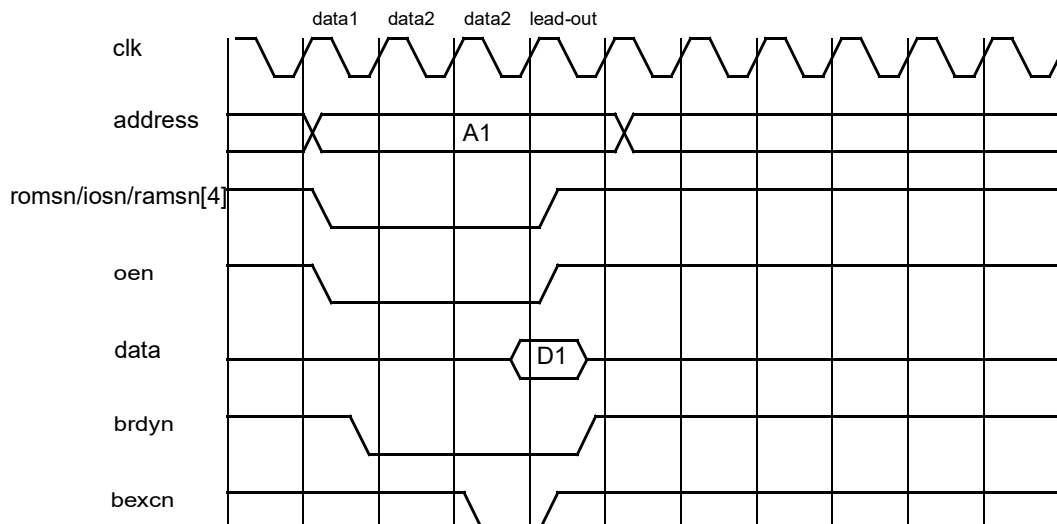 data1 data2 data2 lead-out
clk
address
A1
romsn/iosn/ramsn[4]
oen
data
D1
brdyn
bexcn